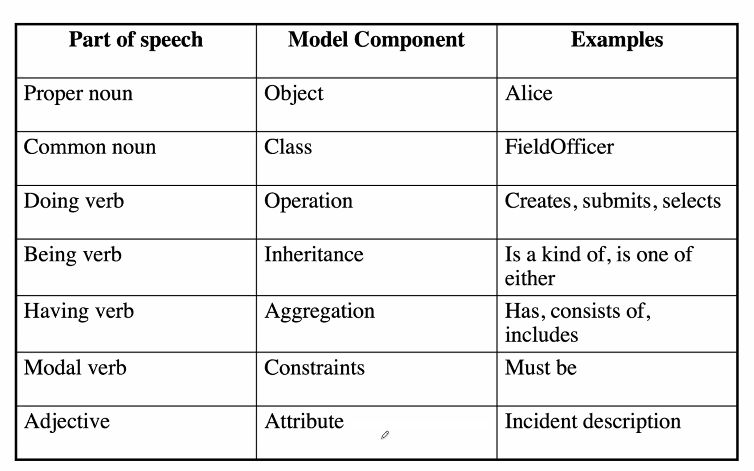 Part of speech Model Component Examples
Proper noun Object Alice
Common noun Class FieldOfficer
Doing verb Operation Creates, submits, selects
Being verb Inheritance Is a kind of, is one of
either
Having verb Aggregation Has, consists of,
includes
Modal verb Constraints Must be
Adjective Attribute Incident description